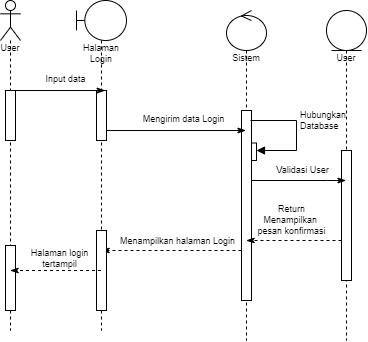 User
Halaman
Login
Sistem
User
Input data
Mengirim data Login
Hubungkan
Database
Validasi User
Return
Menampilkan
pesan konfirmasi
Menampilkan halaman Login
Halaman login
tertampil